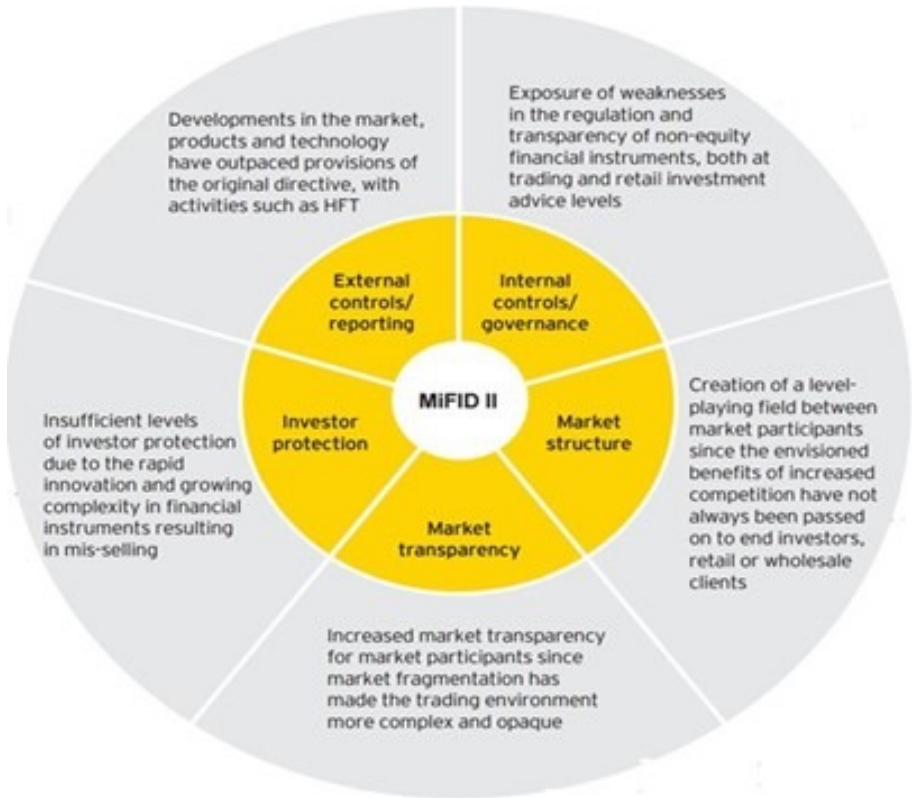 Developments in the market,
products and technology
have outpaced provisions of
the original directive, with
activities such as HFT
Exposure of weaknesses
in the regulation and
transparency of non-equity
financial instruments, both at
trading and retail investment
advice levels
External
controls/
reporting
Internal
controls/
governance
MiFID II
Investor
protection
Market
structure
Market
transparency
Insufficient levels
of investor protection
due to the rapid
innovation and growing
complexity in financial
instruments resulting
in mis-selling
Creation of a level-
playing field between
market participants
since the envisioned
benefits of increased
competition have not
always been passed
on to end investors,
retail or wholesale
clients
Increased market transparency
for market participants since
market fragmentation has
made the trading environment
more complex and opaque